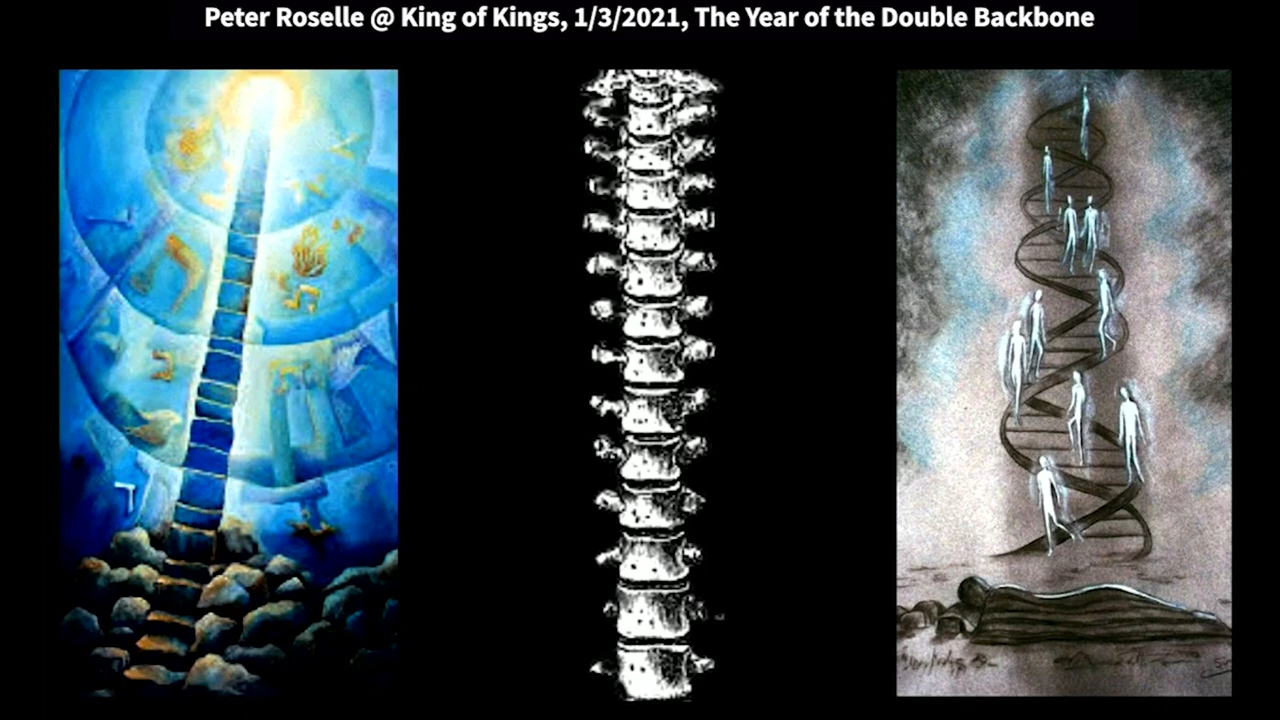 Peter Roselle @ King of Kings, 1/3/2021, The Year of the Double Backbone